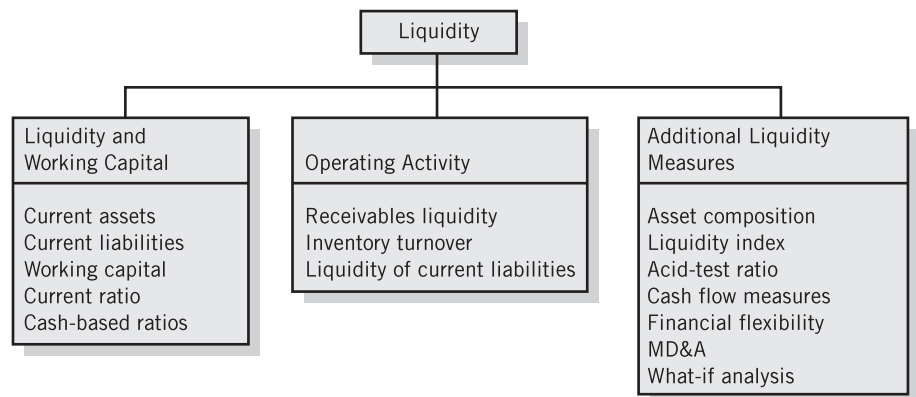 Liquidity
Liquidity and
Working Capital
Current assets
Current liabilities
Working capital
Current ratio
Cash-based ratios
Operating Activity
Receivables liquidity
Inventory turnover
Liquidity of current liabilities
Additional Liquidity
Measures
Asset composition
Liquidity index
Acid-test ratio
Cash flow measures
Financial flexibility
MD&A
What-if analysis